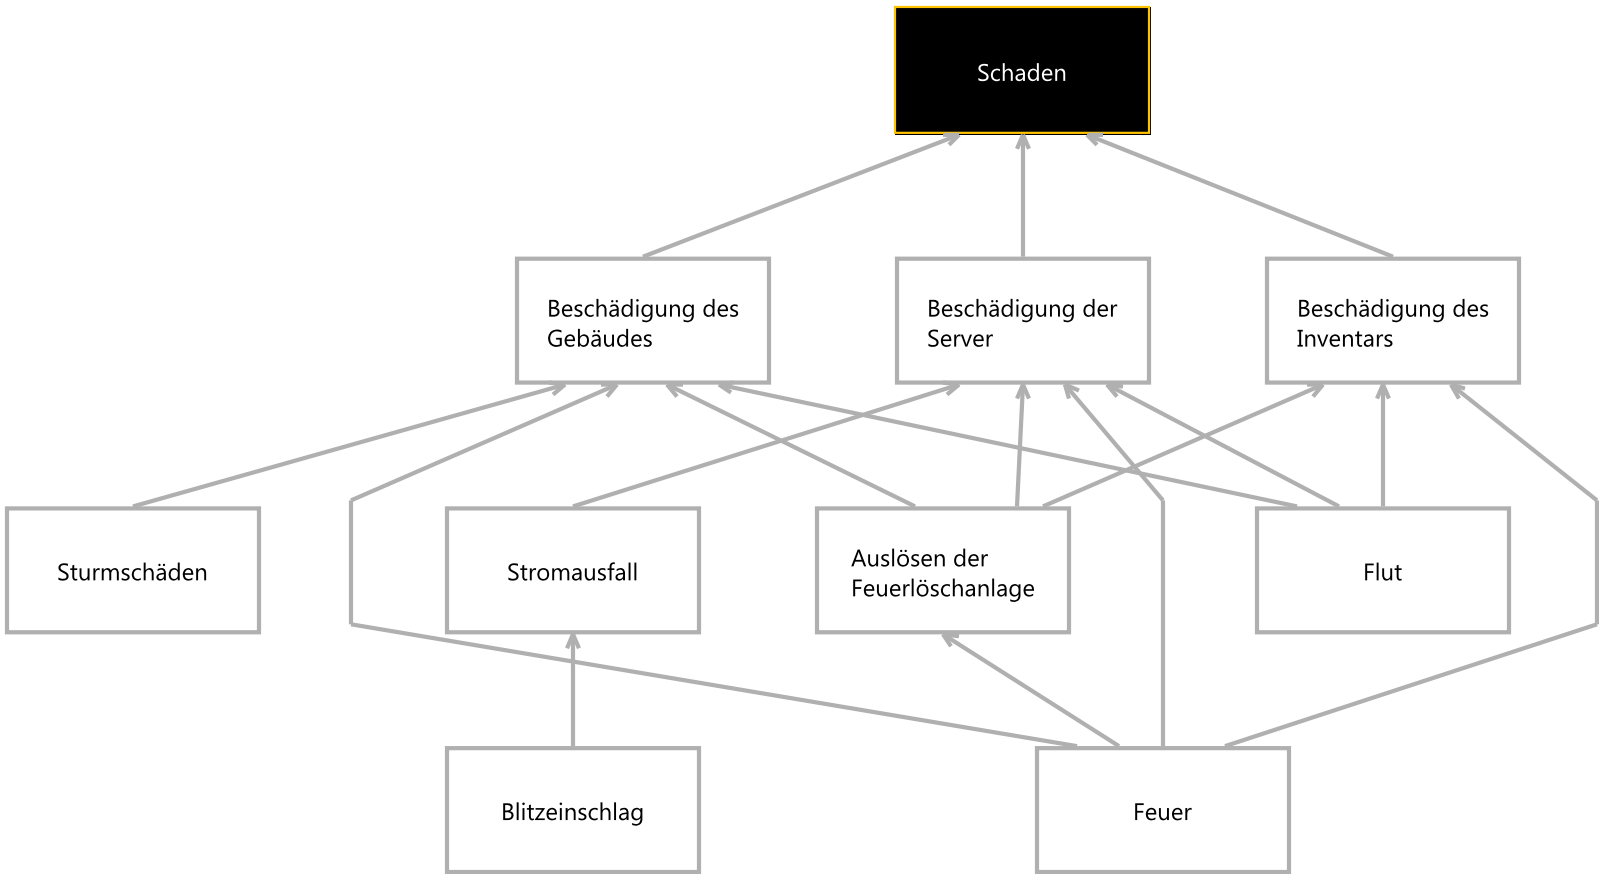 Schaden
Beschädigung des
Gebäudes
Beschädigung der
Server
Beschädigung des
Inventars
Sturmschäden
Stromausfall
Auslösen der
Feuerlöschanlage
Flut
Blitzeinschlag
Feuer